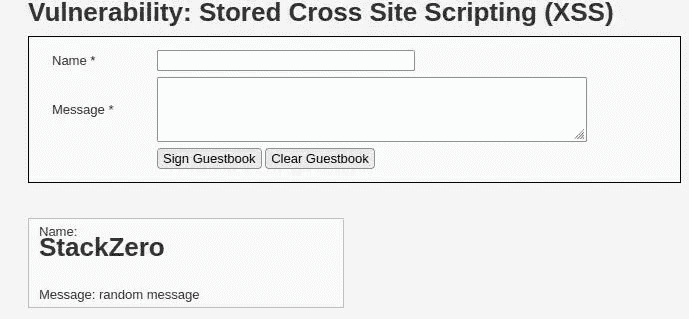 Vulnerability: Stored Cross Site Scripting (XSS)
Name *
Message *
Sign Guestbook Clear Guestbook
Name:
StackZero
Message: random message